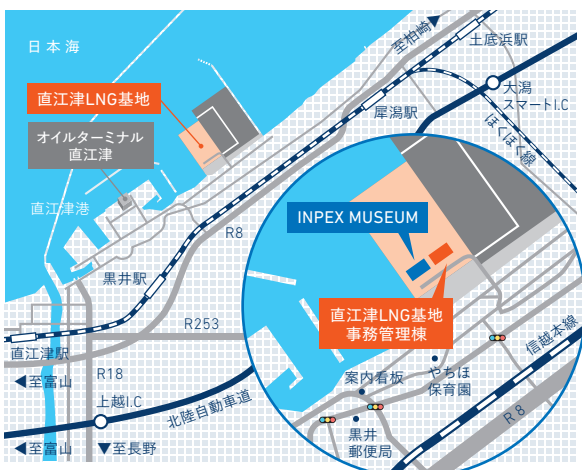 日本海
至柏崎
土底浜駅
直江津LNG基地
大潟
スマートI.C
犀潟駅
ほくほく線
オイルターミナル
直江津
直江津港
INPEX MUSEUM
R8
黒井駅
直江津LNG基地
事務管理棟
R253
信越本線
直江津駅
やちほ
保育園
案内看板
◀至富山
R18
上越I.C
北陸自動車道
R8
黒井
郵便局
◀至富山
▼至長野